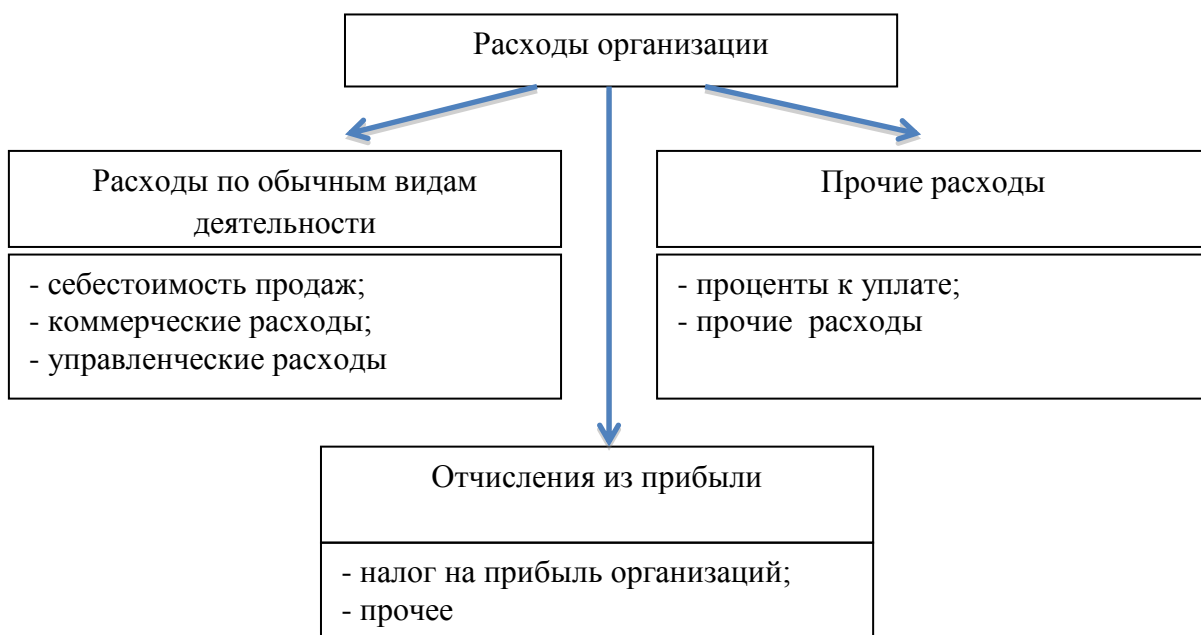 Расходы организации
Расходы по обычным видам
деятельности
- себестоимость продаж;
- коммерческие расходы;
- управленческие расходы
Прочие расходы
- проценты к уплате;
- прочие  расходы
Отчисления из прибыли
- налог на прибыль организаций;
- прочее